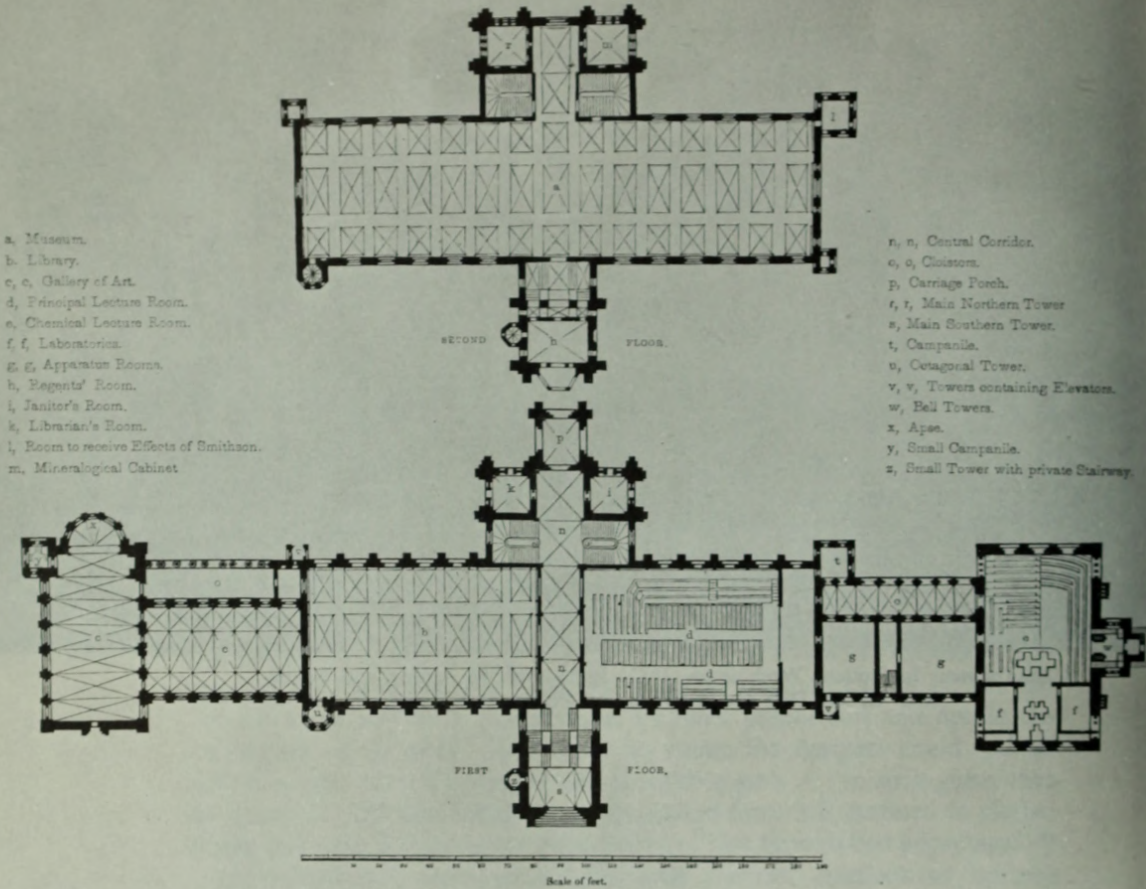 r
m
l
a
a, Museum.
b, Library.
c, c, Gallery of Art.
d, Principal Lecture Room.
e, Chemical Lecture Room.
f, f, Laboratories.
g, g, Apparatus Rooms.
h, Regents' Room.
i, Janitor's Room.
k, Librarian's Room.
l, Room to receive Effects of Smithson.
m, Mineralogical Cabinet
n, n, Central Corridor.
o, o, Cloisters.
p, Carriage Porch.
r, r, Main Northern Tower
s, Main Southern Tower.
t, Campanile.
u, Octagonal Tower.
v, v, Towers containing Elevators.
w, Bell Towers.
x, Apse.
y, Small Campanile.
z, Small Tower with private Stairway.
SECOND FLOOR.
h
p
k i
n
x
t
o
o
c c b d e
g g
n d
f f
u v
FIRST FLOOR.
z s
Scale of feet.